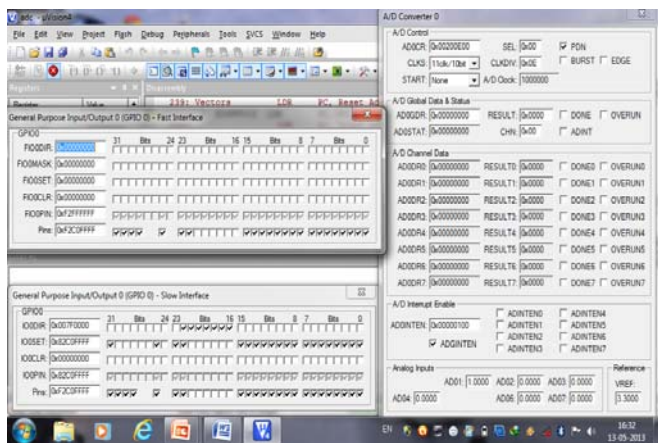 adc - µVision4
File Edit View Project Flash Debug Peripherals Tools SVCS Window Help
Registers
Disassembly
Register Value
239: Vectors LDR PC, Reset_Ad
General Purpose Input/Output 0 (GPIO 0) - Fast Interface
GPIO0
31 Bits 24 23 Bits 16 15 Bits 8 7 Bits 0
FIO0DIR: 0x00000000
FIO0MASK: 0x00000000
FIO0SET: 0x00000000
FIO0CLR: 0x00000000
FIO0PIN: 0xF2FFFFFF
Pins: 0xF2C0FFFF
General Purpose Input/Output 0 (GPIO 0) - Slow Interface
GPIO0
31 Bits 24 23 Bits 16 15 Bits 8 7 Bits 0
IO0DIR: 0x007F0000
IO0SET: 0x82C0FFFF
IO0CLR: 0x00000000
IO0PIN: 0x82C0FFFF
Pins: 0xF2C0FFFF
A/D Converter 0
A/D Control
AD0CR: 0x00200E00 SEL: 0x00 PDN
CLKS: 11clk/10bit CLKDIV: 0x0E BURST EDGE
START: None A/D Clock: 1000000
A/D Global Data & Status
AD0GDR: 0x00000000 RESULT: 0x0000 DONE OVERUN
AD0STAT: 0x00000000 CHN: 0x00 ADINT
A/D Channel Data
AD0DR0: 0x00000000 RESULT0: 0x0000 DONE0 OVERUN0
AD0DR1: 0x00000000 RESULT1: 0x0000 DONE1 OVERUN1
AD0DR2: 0x00000000 RESULT2: 0x0000 DONE2 OVERUN2
AD0DR3: 0x00000000 RESULT3: 0x0000 DONE3 OVERUN3
AD0DR4: 0x00000000 RESULT4: 0x0000 DONE4 OVERUN4
AD0DR5: 0x00000000 RESULT5: 0x0000 DONE5 OVERUN5
AD0DR6: 0x00000000 RESULT6: 0x0000 DONE6 OVERUN6
AD0DR7: 0x00000000 RESULT7: 0x0000 DONE7 OVERUN7
A/D Interrupt Enable
AD0INTEN: 0x00000100
ADGINTEN
ADINTEN0 ADINTEN4
ADINTEN1 ADINTEN5
ADINTEN2 ADINTEN6
ADINTEN3 ADINTEN7
Analog Inputs
AD01: 1.0000 AD02: 0.0000 AD03: 0.0000
AD04: 0.0000 AD06: 0.0000 AD07: 0.0000
Reference
VREF:
3.3000
EN
16:32
13-05-2013